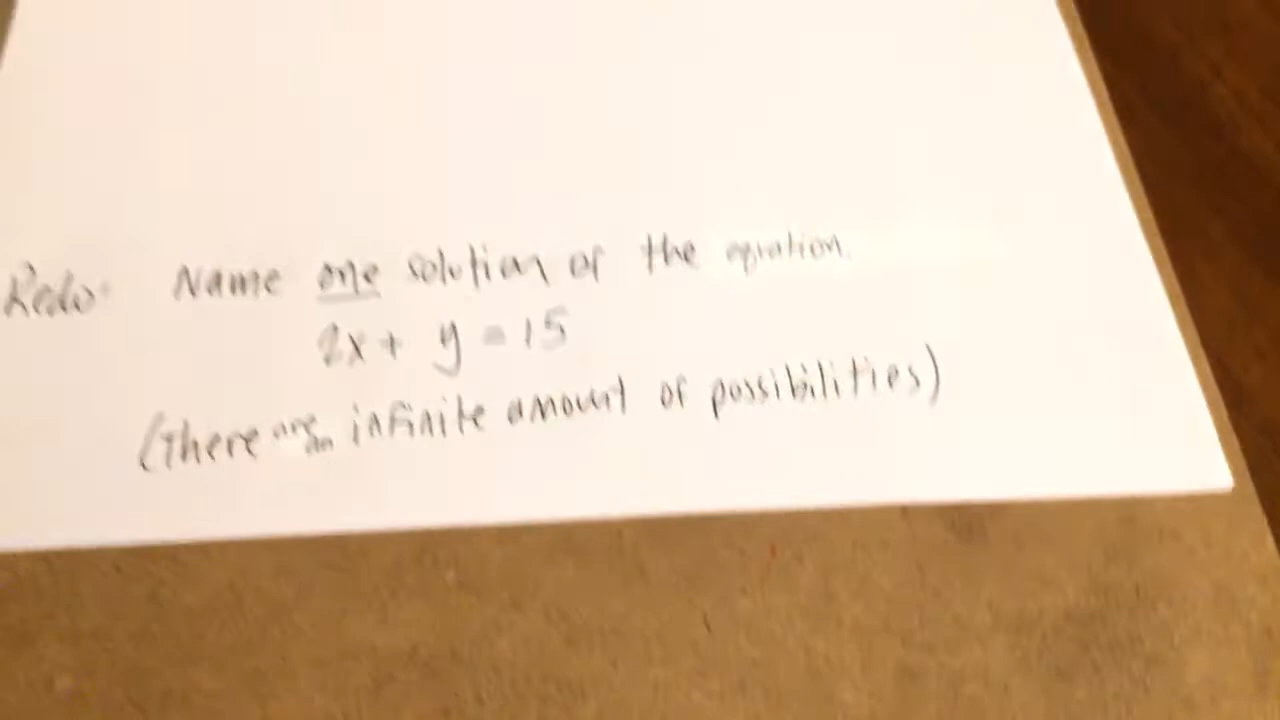 Redo: Name one solution of the equation.
2x + y = 15
(There are an infinite amount of possibilities)